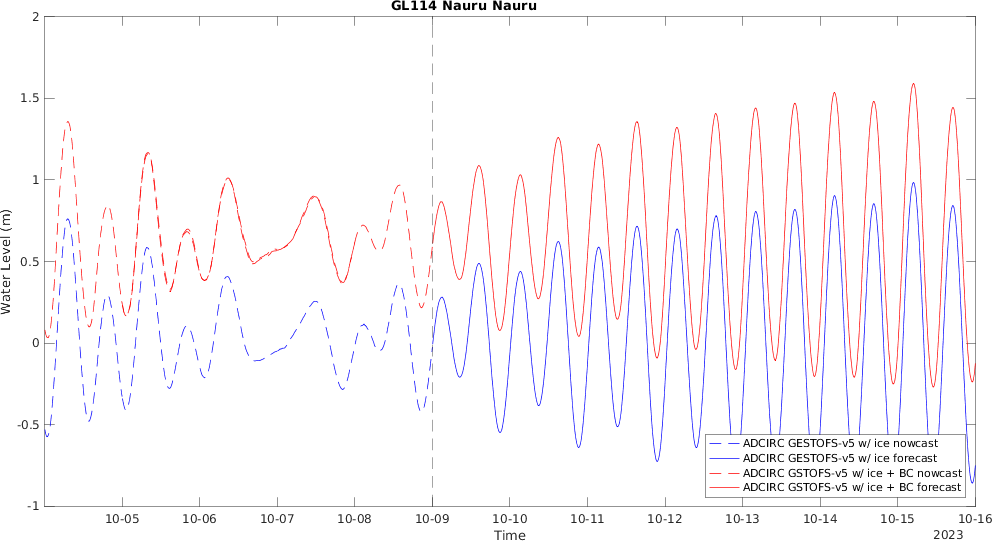 GL114 Nauru Nauru
2
1.5
1
0.5
0
-0.5
-1
Water Level (m)
ADCIRC GESTOFS-v5 w/ ice nowcast
ADCIRC GESTOFS-v5 w/ ice forecast
ADCIRC GSTOFS-v5 w/ ice + BC nowcast
ADCIRC GSTOFS-v5 w/ ice + BC forecast
10-05 10-06 10-07 10-08 10-09 10-10 10-11 10-12 10-13 10-14 10-15 10-16
Time
2023